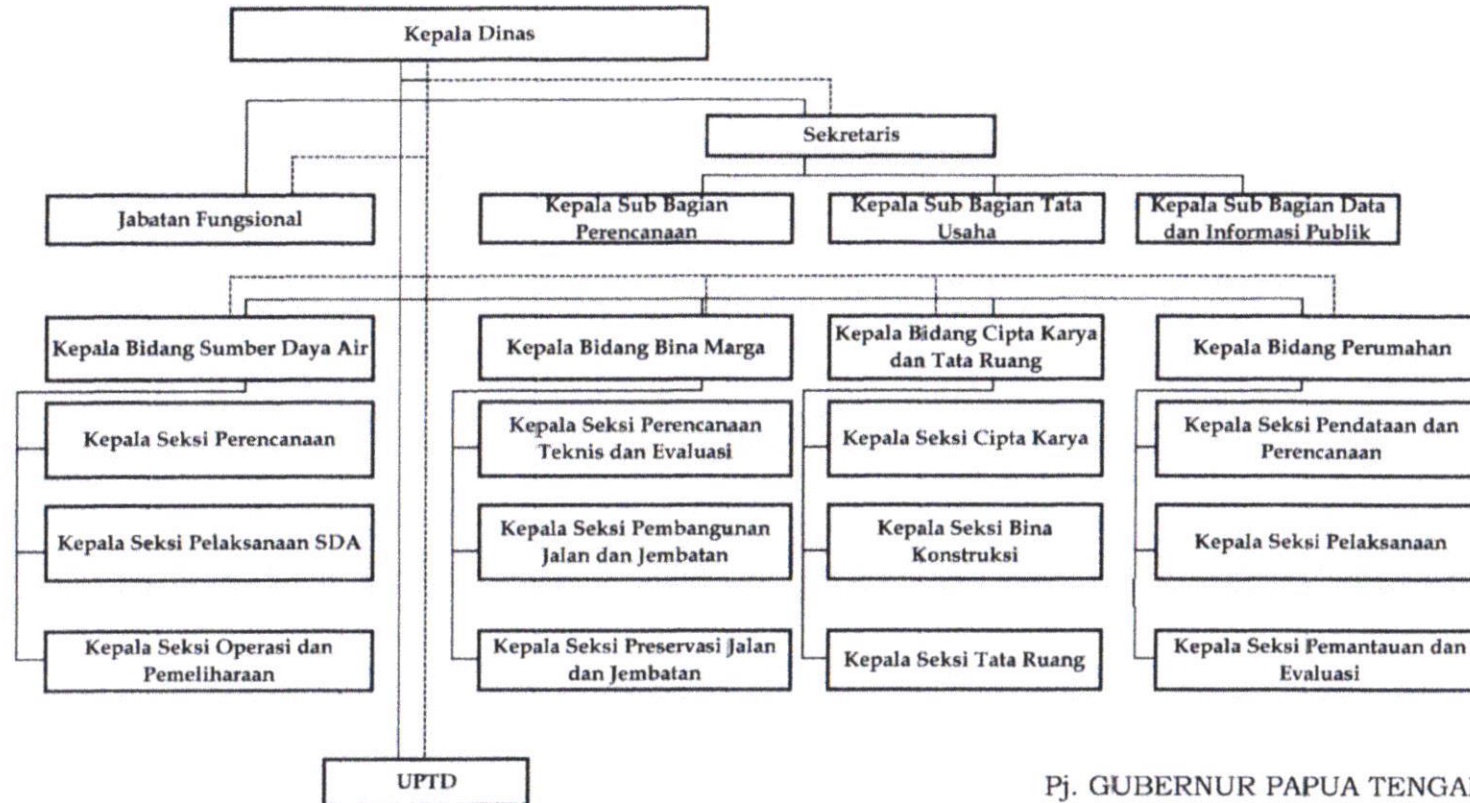 Kepala Dinas
Sekretaris
Jabatan Fungsional
Kepala Sub Bagian
Perencanaan
Kepala Sub Bagian Tata
Usaha
Kepala Sub Bagian Data
dan Informasi Publik
Kepala Bidang Sumber Daya Air
Kepala Bidang Bina Marga
Kepala Bidang Cipta Karya
dan Tata Ruang
Kepala Bidang Perumahan
Kepala Seksi Perencanaan
Kepala Seksi Perencanaan
Teknis dan Evaluasi
Kepala Seksi Cipta Karya
Kepala Seksi Pendataan dan
Perencanaan
Kepala Seksi Pelaksanaan SDA
Kepala Seksi Pembangunan
Jalan dan Jembatan
Kepala Seksi Bina
Konstruksi
Kepala Seksi Pelaksanaan
Kepala Seksi Operasi dan
Pemeliharaan
Kepala Seksi Preservasi Jalan
dan Jembatan
Kepala Seksi Tata Ruang
Kepala Seksi Pemantauan dan
Evaluasi
UPTD
Pj. GUBERNUR PAPUA TENGA